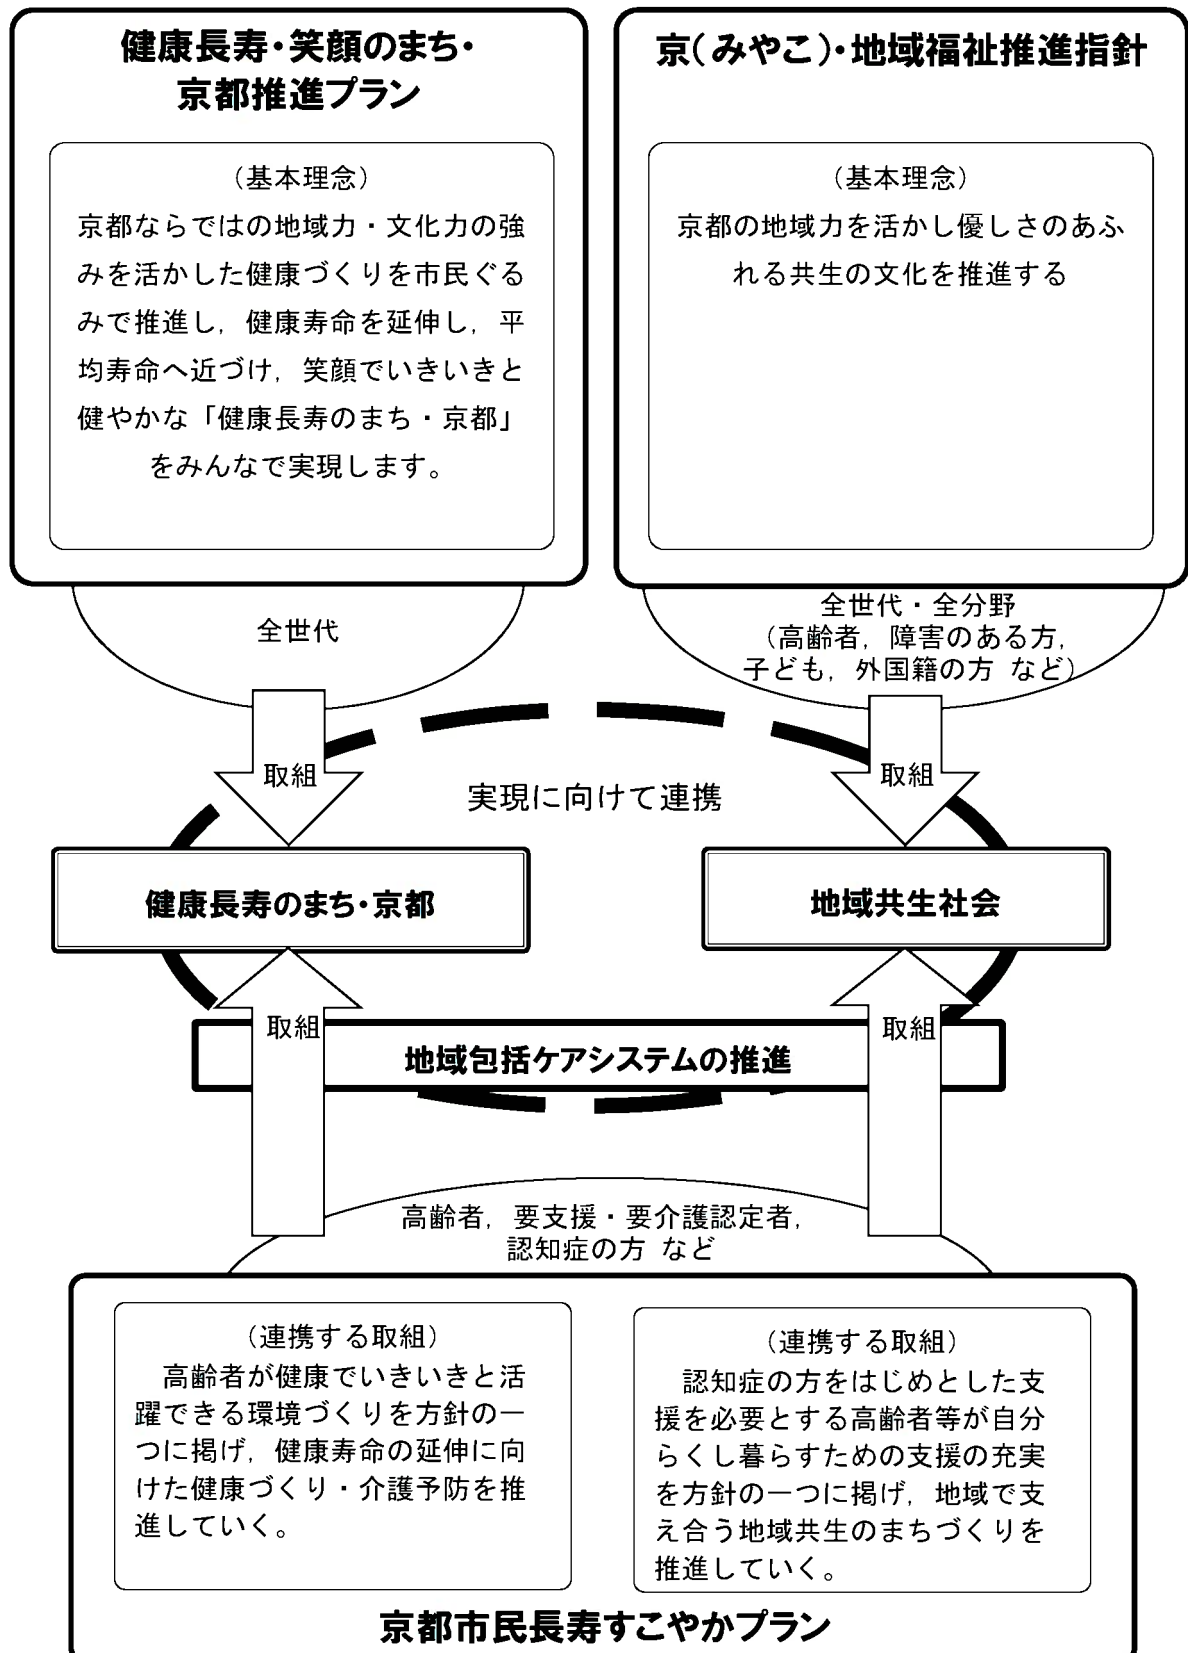 健康長寿・笑顔のまち・
京都推進プラン
(基本理念)
京都ならではの地域力・文化力の強
みを活かした健康づくりを市民ぐる
みで推進し，健康寿命を延伸し，平
均寿命へ近づけ，笑顔でいきいきと
健やかな「健康長寿のまち・京都」
をみんなで実現します。
京(みやこ)・地域福祉推進指針
(基本理念)
京都の地域力を活かし優しさのあふ
れる共生の文化を推進する
全世代
全世代・全分野
(高齢者，障害のある方，
子ども，外国籍の方 など)
取組
取組
実現に向けて連携
健康長寿のまち・京都
地域共生社会
取組
取組
地域包括ケアシステムの推進
高齢者，要支援・要介護認定者，
認知症の方 など
(連携する取組)
高齢者が健康でいきいきと活
躍できる環境づくりを方針の一
つに掲げ，健康寿命の延伸に向
けた健康づくり・介護予防を推
進していく。
(連携する取組)
認知症の方をはじめとした支
援を必要とする高齢者等が自分
らくし暮らすための支援の充実
を方針の一つに掲げ，地域で支
え合う地域共生のまちづくりを
推進していく。
京都市民長寿すこやかプラン